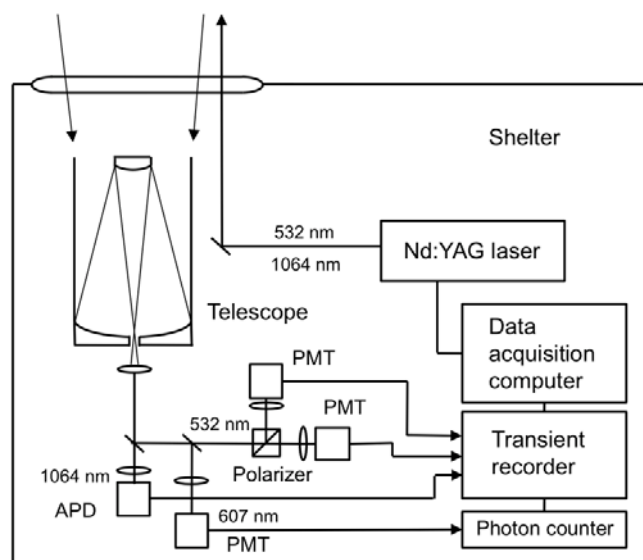 Shelter
532 nm
1064 nm
Nd:YAG laser
Telescope
Data
acquisition
computer
PMT
PMT
532 nm
Polarizer
Transient
recorder
1064 nm
APD
607 nm
PMT
Photon counter